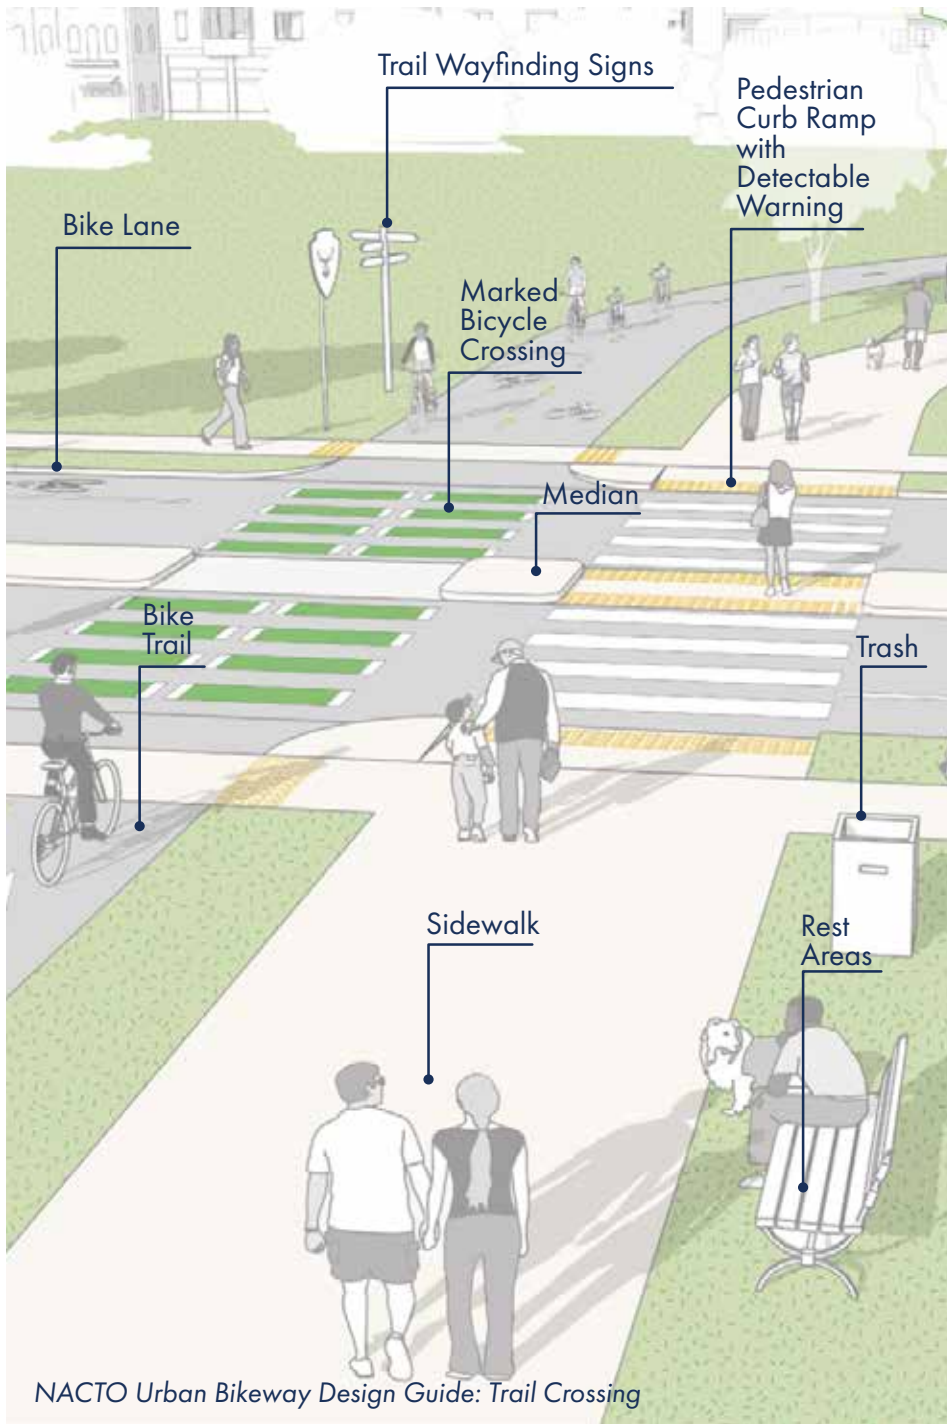 Trail Wayfinding Signs
Pedestrian
Curb Ramp
with
Detectable
Warning
Bike Lane
Marked
Bicycle
Crossing
Median
Bike
Trail
Trash
Sidewalk
Rest
Areas
NACTO Urban Bikeway Design Guide: Trail Crossing